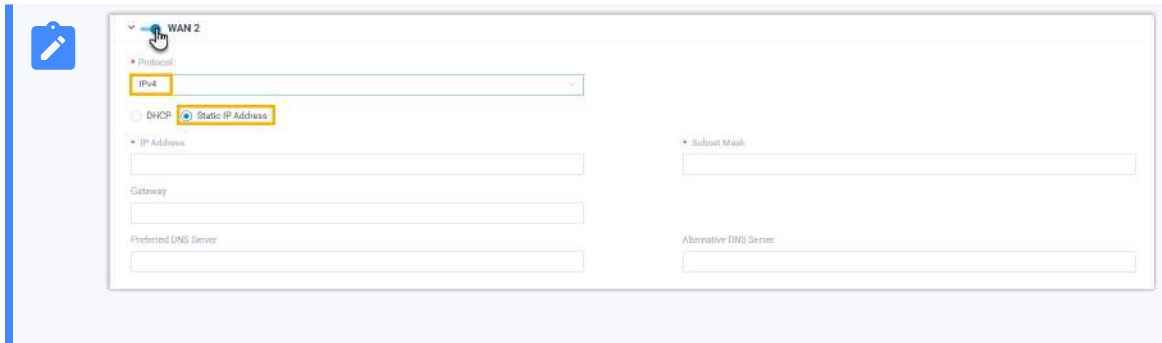 WAN 2
* Protocol:
IPv4
DHCP Static IP Address
* IP Address * Subnet Mask
Gateway
Preferred DNS Server Alternative DNS Server